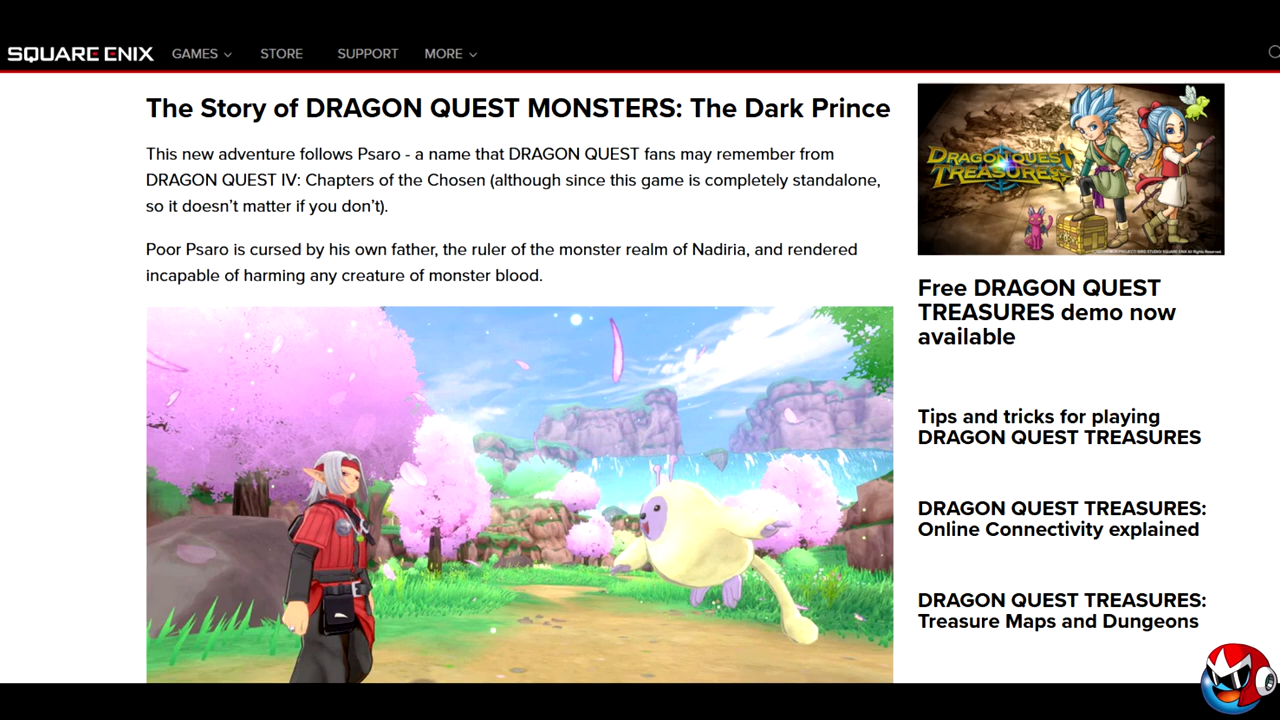 SQUARE ENIX GAMES STORE SUPPORT MORE
The Story of DRAGON QUEST MONSTERS: The Dark Prince
This new adventure follows Psaro - a name that DRAGON QUEST fans may remember from
DRAGON QUEST IV: Chapters of the Chosen (although since this game is completely standalone,
so it doesn’t matter if you don’t).
Poor Psaro is cursed by his own father, the ruler of the monster realm of Nadiria, and rendered
incapable of harming any creature of monster blood.
DRAGON QUEST
TREASURES
Free DRAGON QUEST
TREASURES demo now
available
Tips and tricks for playing
DRAGON QUEST TREASURES
DRAGON QUEST TREASURES:
Online Connectivity explained
DRAGON QUEST TREASURES:
Treasure Maps and Dungeons